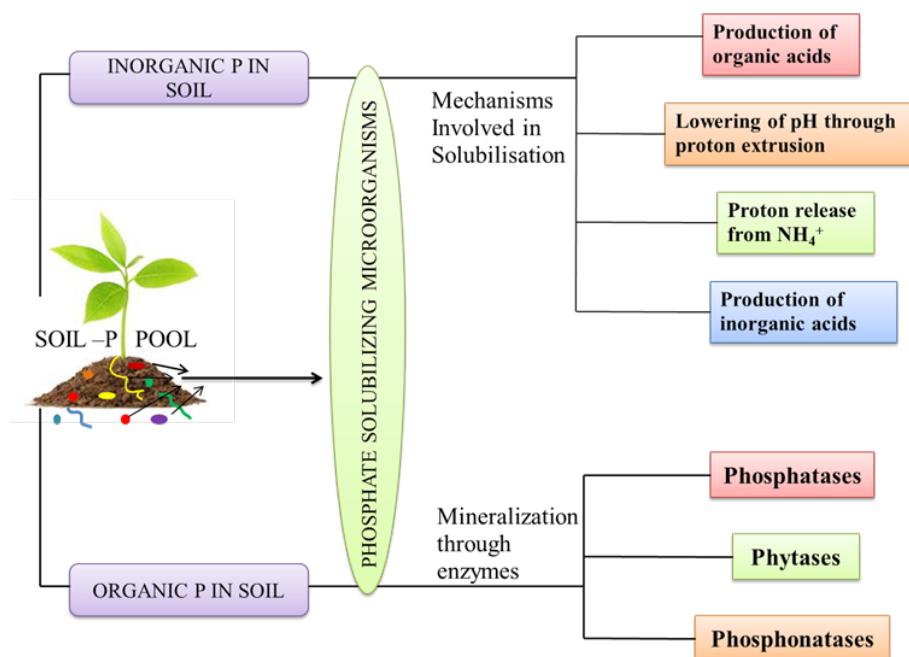 INORGANIC P IN
SOIL
PHOSPHATE SOLUBILIZING MICROORGANISMS
Mechanisms
Involved in
Solubilisation
Production of
organic acids
Lowering of pH through
proton extrusion
Proton release
from NH₄⁺
Production of
inorganic acids
SOIL –P POOL
ORGANIC P IN SOIL
Mineralization
through
enzymes
Phosphatases
Phytases
Phosphonatases